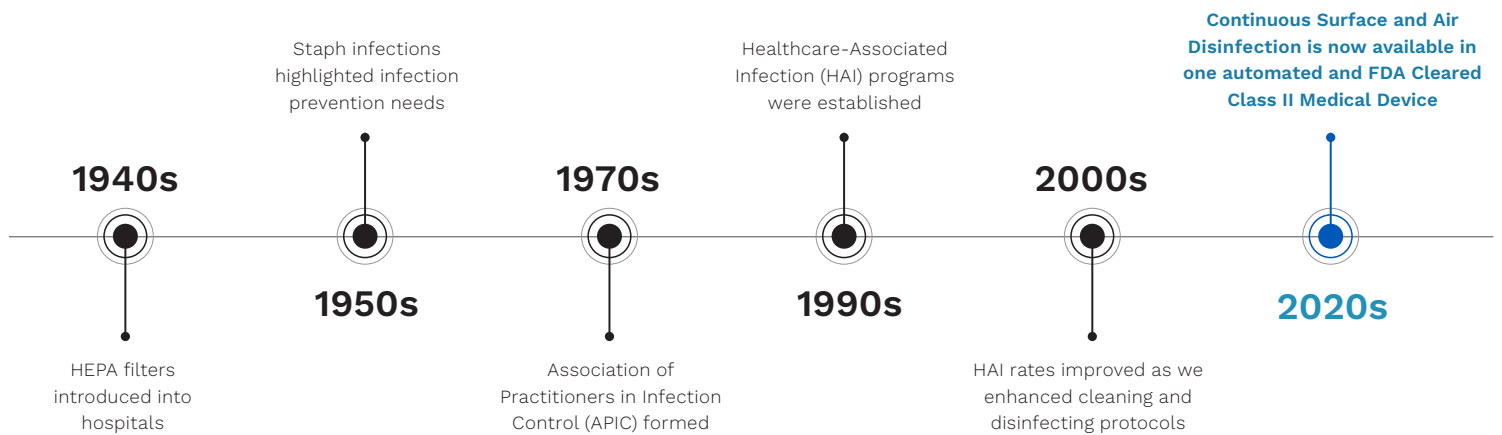 1940s
HEPA filters
introduced into
hospitals
Staph infections
highlighted infection
prevention needs
1950s
1970s
Association of
Practitioners in Infection
Control (APIC) formed
Healthcare-Associated
Infection (HAI) programs
were established
1990s
2000s
HAI rates improved as we
enhanced cleaning and
disinfecting protocols
Continuous Surface and Air
Disinfection is now available in
one automated and FDA Cleared
Class II Medical Device
2020s